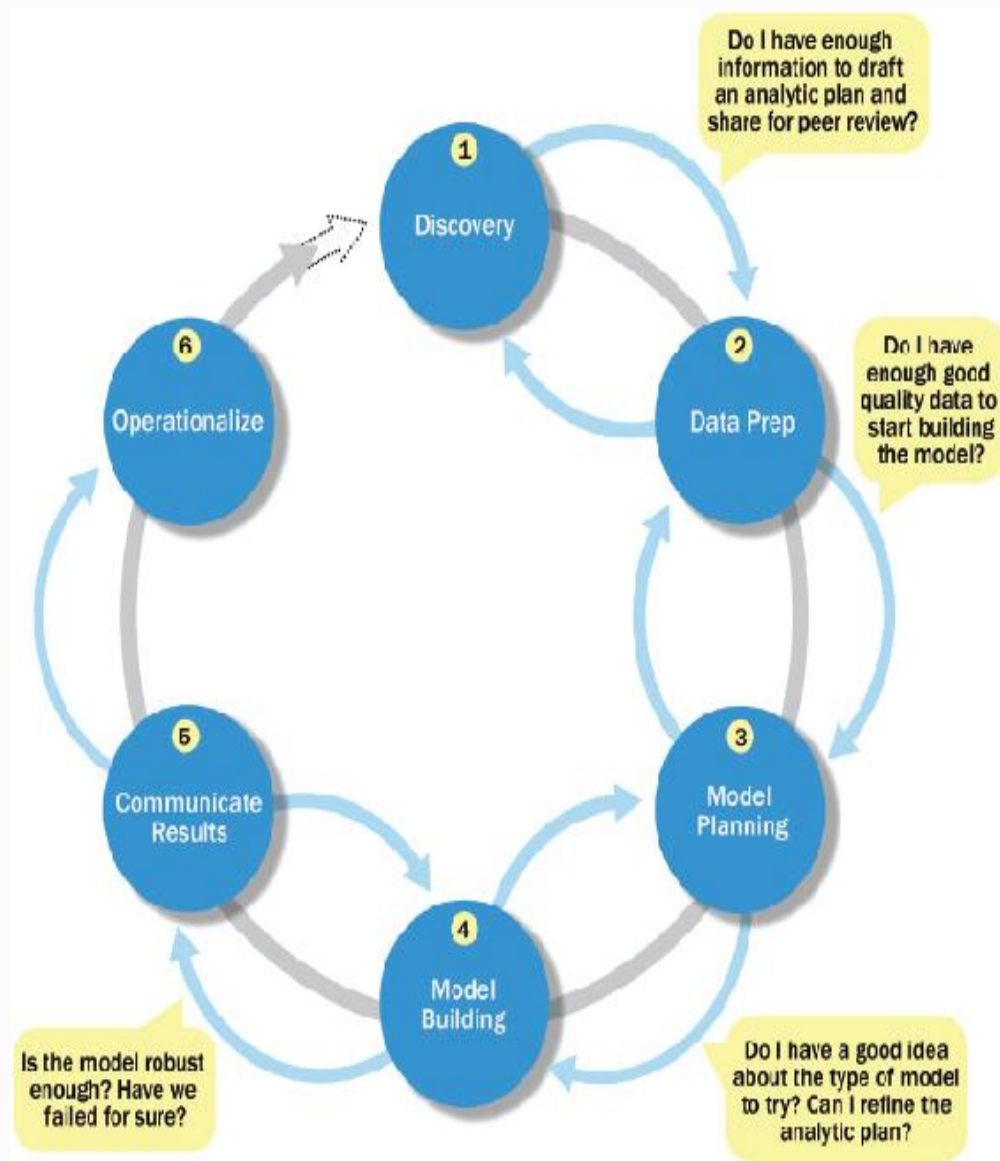 Do I have enough
information to draft
an analytic plan and
share for peer review?
1
Discovery
2
Data Prep
Do I have
enough good
quality data to
start building
the model?
3
Model
Planning
Do I have a good idea
about the type of model
to try? Can I refine the
analytic plan?
4
Model
Building
Is the model robust
enough? Have we
failed for sure?
5
Communicate
Results
6
Operationalize